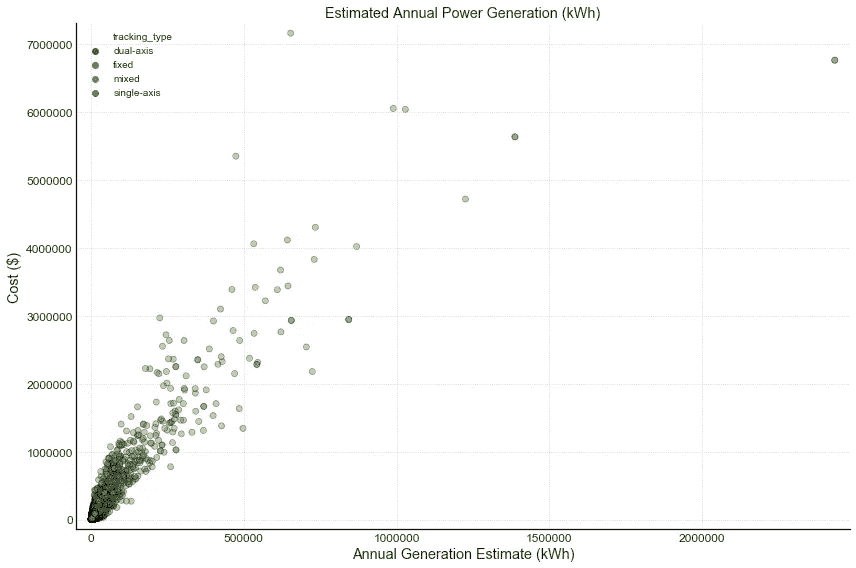 Estimated Annual Power Generation (kWh)
tracking_type
dual-axis
fixed
mixed
single-axis
7000000
6000000
5000000
4000000
3000000
2000000
1000000
0
Cost ($)
0
500000
1000000
1500000
2000000
Annual Generation Estimate (kWh)